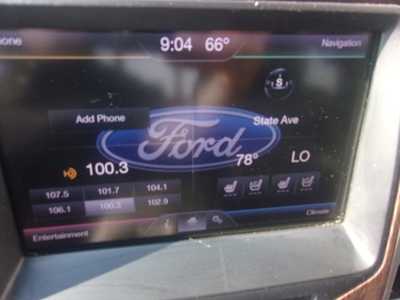 hone 9:04 66° Navigation
S
Add Phone State Ave
Ford
100.3 78° LO
107.5 101.7 104.1
106.1 100.3 102.9
Entertainment Climate